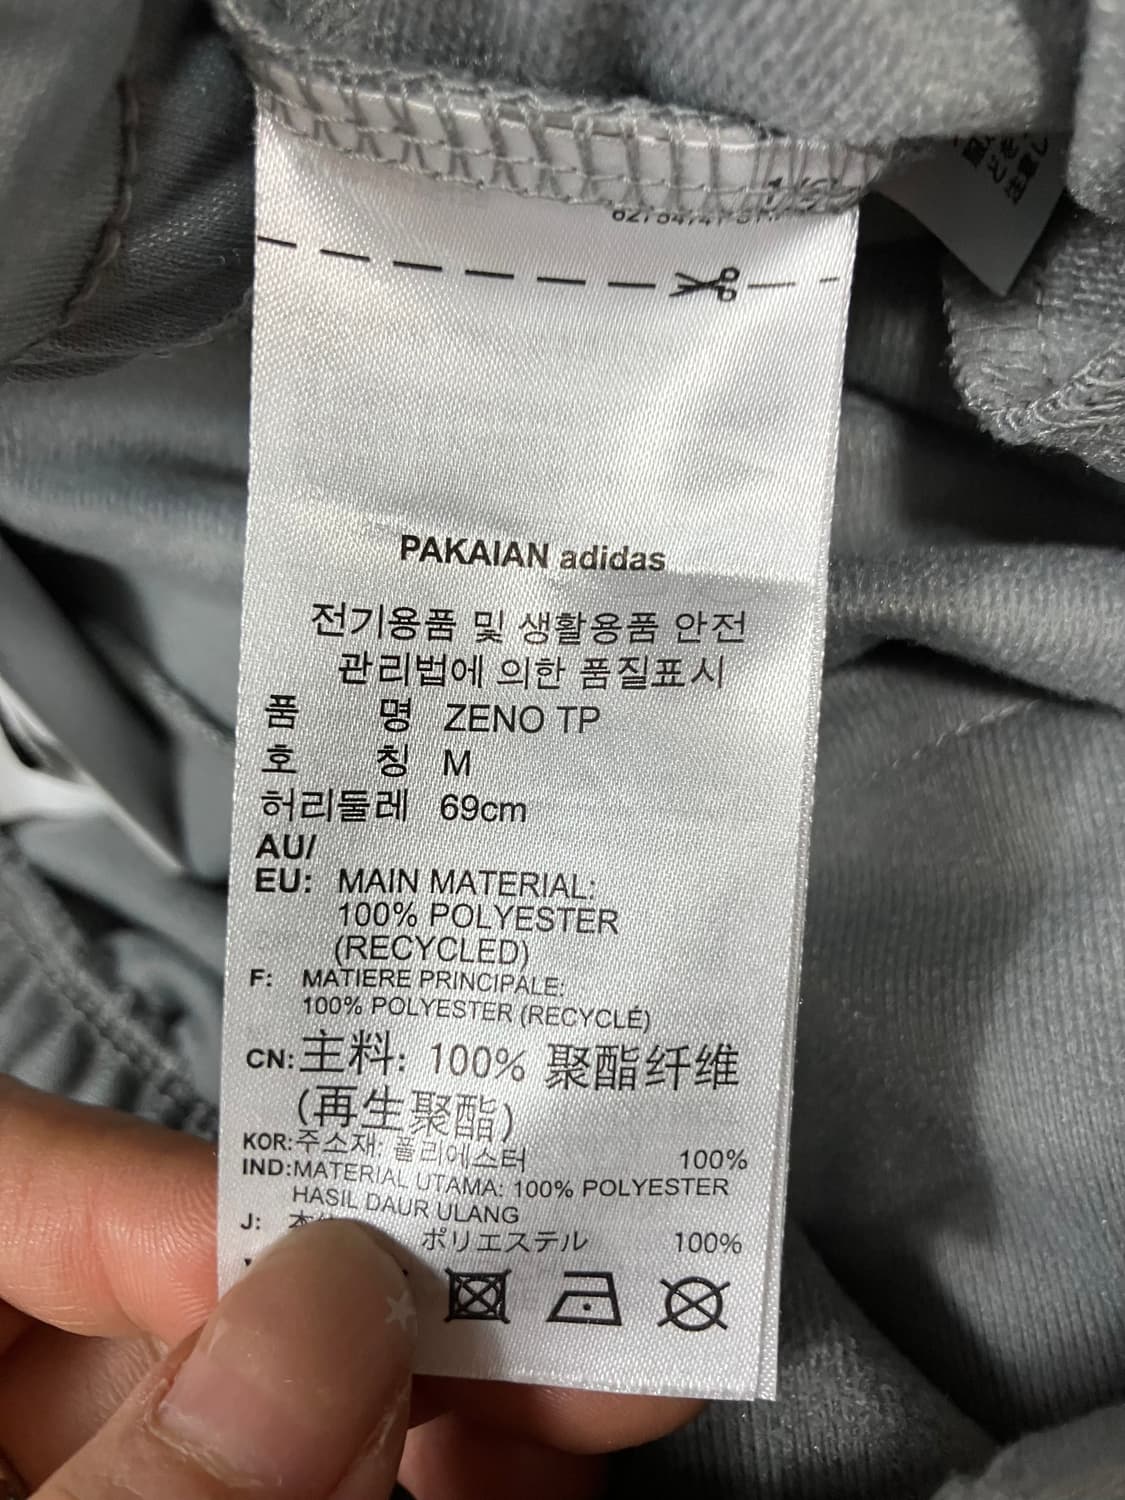 PAKAIAN adidas
전기용품 및 생활용품 안전
관리법에 의한 품질표시
품 명 ZENO TP
호 칭 M
허리둘레 69cm
AU/
EU: MAIN MATERIAL:
100% POLYESTER
(RECYCLED)
F: MATIERE PRINCIPALE:
100% POLYESTER (RECYCLÉ)
CN: 主料: 100% 聚酯纤维
(再生聚酯)
KOR: 주소재: 폴리에스터 100%
IND: MATERIAL UTAMA: 100% POLYESTER
HASIL DAUR ULANG
J: ポリエステル 100%